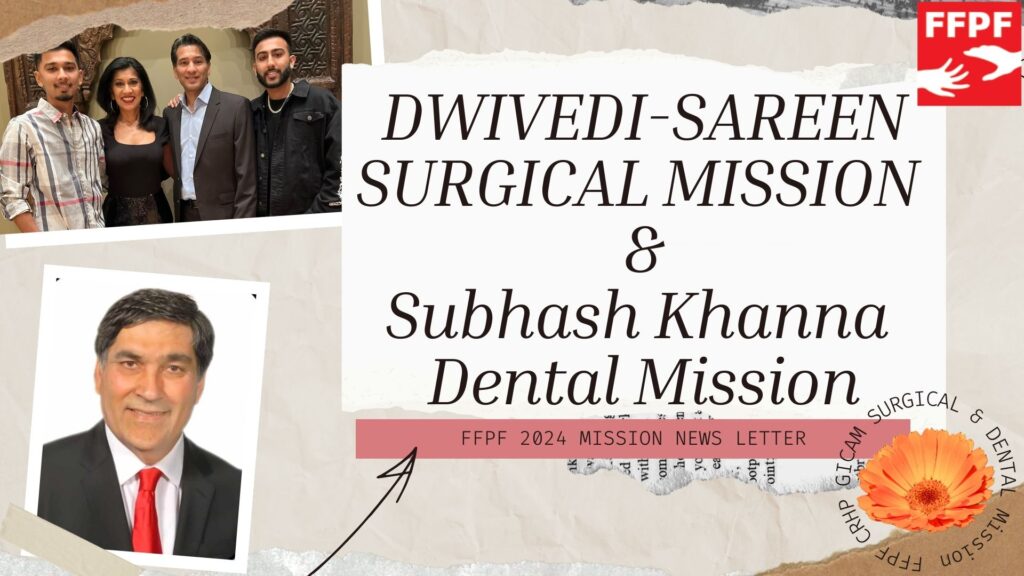 FFPF
DWIVEDI-SAREEN
SURGICAL MISSION
&
Subhash Khanna
Dental Mission
FFPF 2024 MISSION NEWS LETTER
FFPF CRHP GICAM SURGICAL & DENTAL Mission